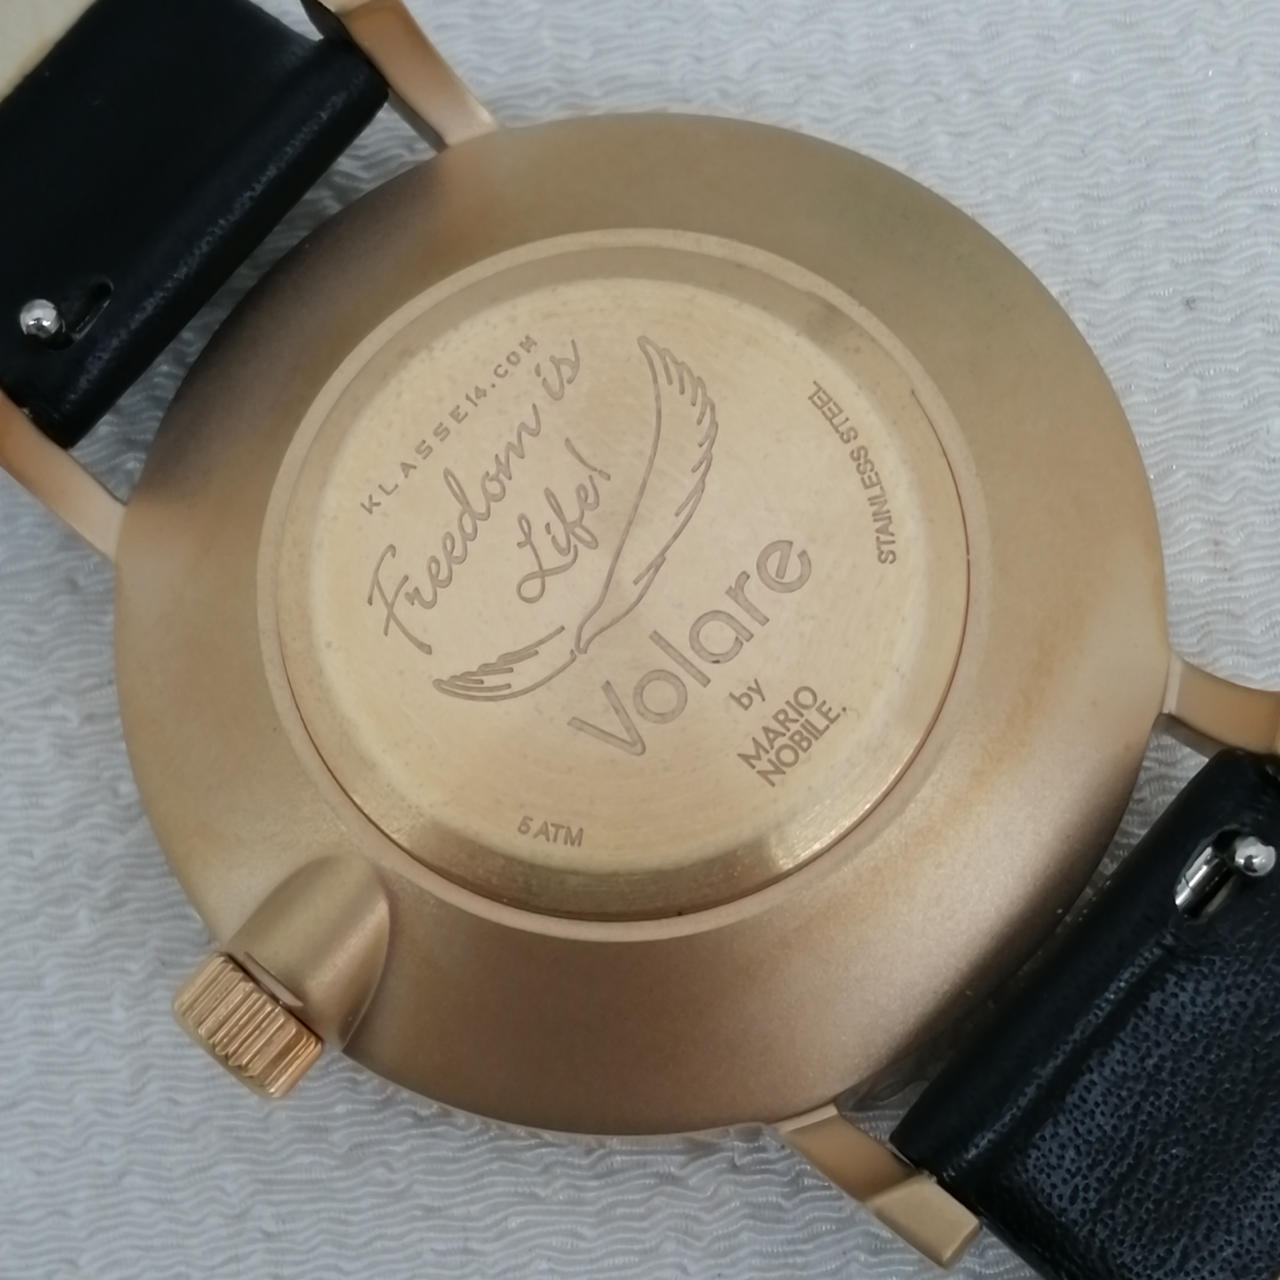 KLASSE14.COM
Freedom is
Life!
Volare
by
MARIO
NOBILE.
STAINLESS STEEL
5 ATM